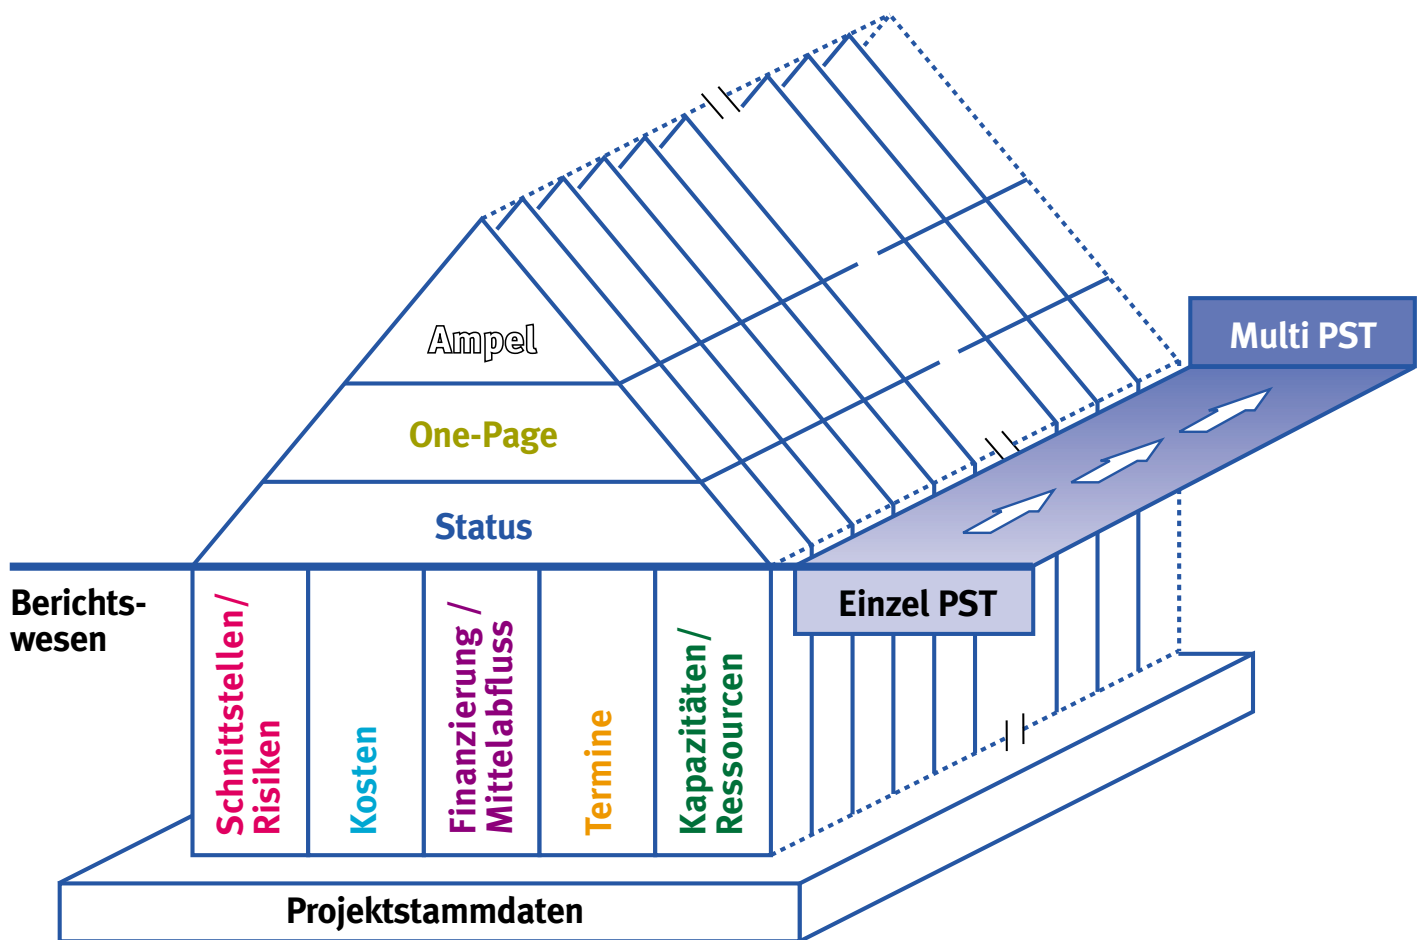 Ampel
One-Page
Status
Multi PST
Einzel PST
Berichts-
wesen
Schnittstellen/
Risiken
Kosten
Finanzierung /
Mittelabfluss
Termine
Kapazitäten/
Ressourcen
Projektstammdaten